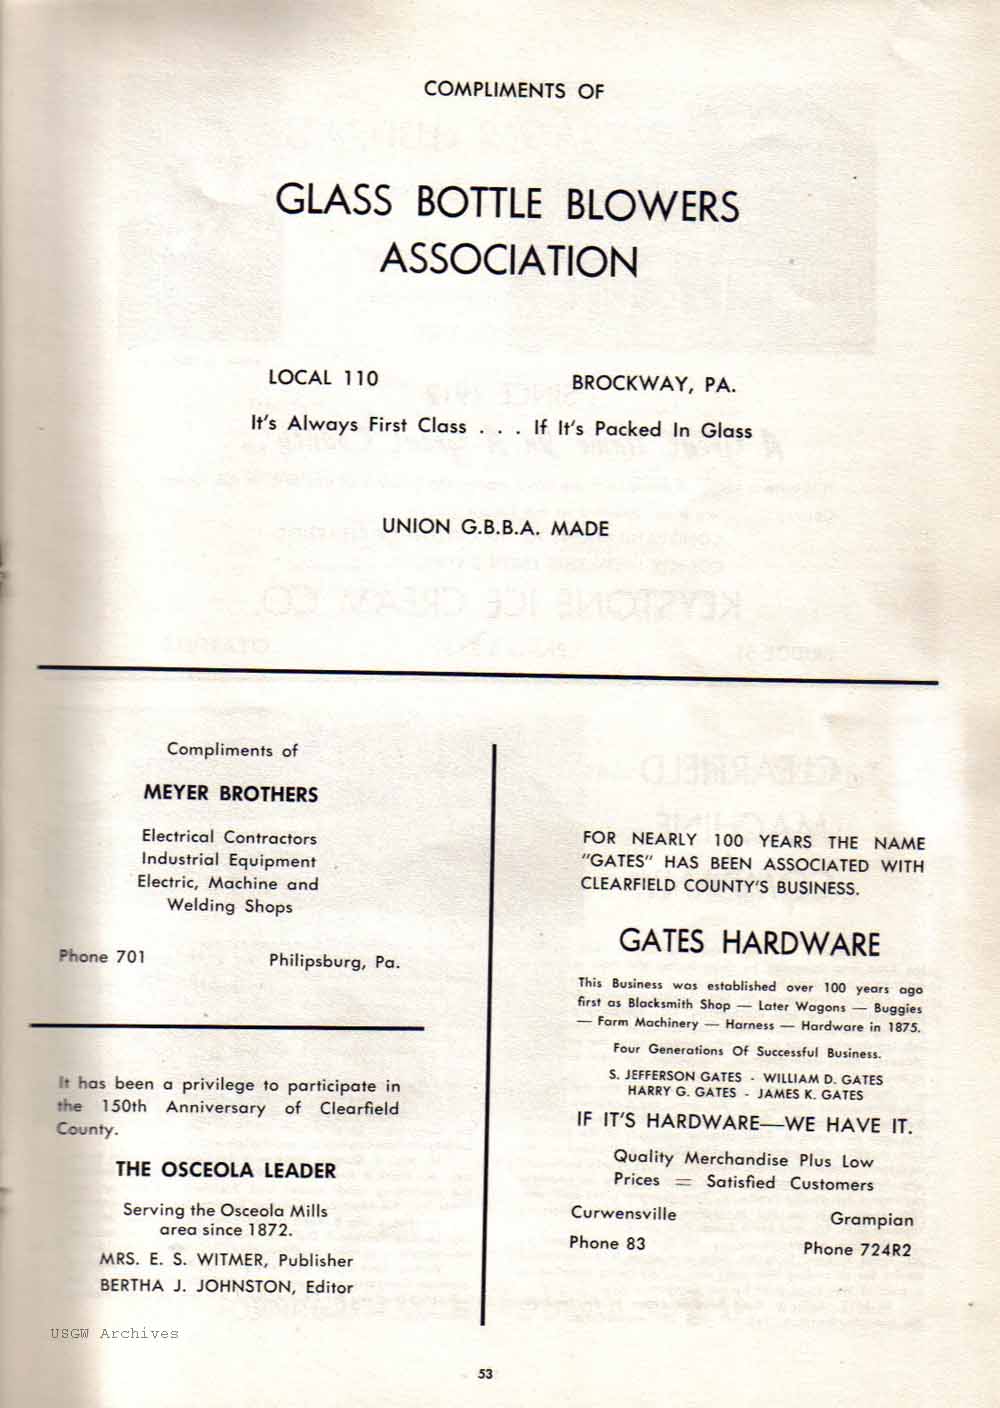 COMPLIMENTS OF
GLASS BOTTLE BLOWERS
ASSOCIATION
LOCAL 110 BROCKWAY, PA.
It's Always First Class . . . If It's Packed In Glass
UNION G.B.B.A. MADE
Compliments of
MEYER BROTHERS
Electrical Contractors
Industrial Equipment
Electric, Machine and
Welding Shops
Phone 701 Philipsburg, Pa.
It has been a privilege to participate in
the 150th Anniversary of Clearfield
County.
THE OSCEOLA LEADER
Serving the Osceola Mills
area since 1872.
MRS. E. S. WITMER, Publisher
BERTHA J. JOHNSTON, Editor
FOR NEARLY 100 YEARS THE NAME
"GATES" HAS BEEN ASSOCIATED WITH
CLEARFIELD COUNTY'S BUSINESS.
GATES HARDWARE
This Business was established over 100 years ago
first as Blacksmith Shop — Later Wagons — Buggies
— Farm Machinery — Harness — Hardware in 1875.
Four Generations Of Successful Business.
S. JEFFERSON GATES - WILLIAM D. GATES
HARRY G. GATES - JAMES K. GATES
IF IT'S HARDWARE—WE HAVE IT.
Quality Merchandise Plus Low
Prices = Satisfied Customers
Curwensville Grampian
Phone 83 Phone 724R2
USGW Archives
53